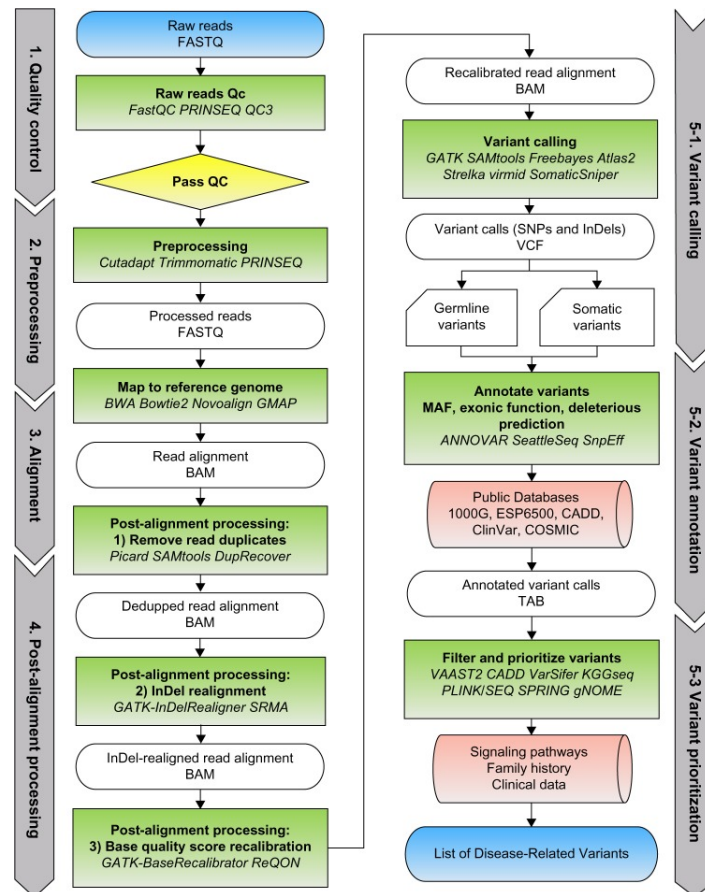 1. Quality control
2. Preprocessing
3. Alignment
4. Post-alignment processing
Raw reads
FASTQ
Raw reads Qc
FastQC PRINSEQ QC3
Pass QC
Preprocessing
Cutadapt Trimmomatic PRINSEQ
Processed reads
FASTQ
Map to reference genome
BWA Bowtie2 Novoalign GMAP
Read alignment
BAM
Post-alignment processing:
1) Remove read duplicates
Picard SAMtools DupRecover
Dedupped read alignment
BAM
Post-alignment processing:
2) InDel realignment
GATK-InDelRealigner SRMA
InDel-realigned read alignment
BAM
Post-alignment processing:
3) Base quality score recalibration
GATK-BaseRecalibrator ReQON
Recalibrated read alignment
BAM
Variant calling
GATK SAMtools Freebayes Atlas2
Strelka virmid SomaticSniper
Variant calls (SNPs and InDels)
VCF
Germline
variants
Somatic
variants
Annotate variants
MAF, exonic function, deleterious
prediction
ANNOVAR SeattleSeq SnpEff
Public Databases
1000G, ESP6500, CADD,
ClinVar, COSMIC
Annotated variant calls
TAB
Filter and prioritize variants
VAAST2 CADD VarSifer KGGseq
PLINK/SEQ SPRING gNOME
Signaling pathways
Family history
Clinical data
List of Disease-Related Variants
5-1. Variant calling
5-2. Variant annotation
5-3 Variant prioritization